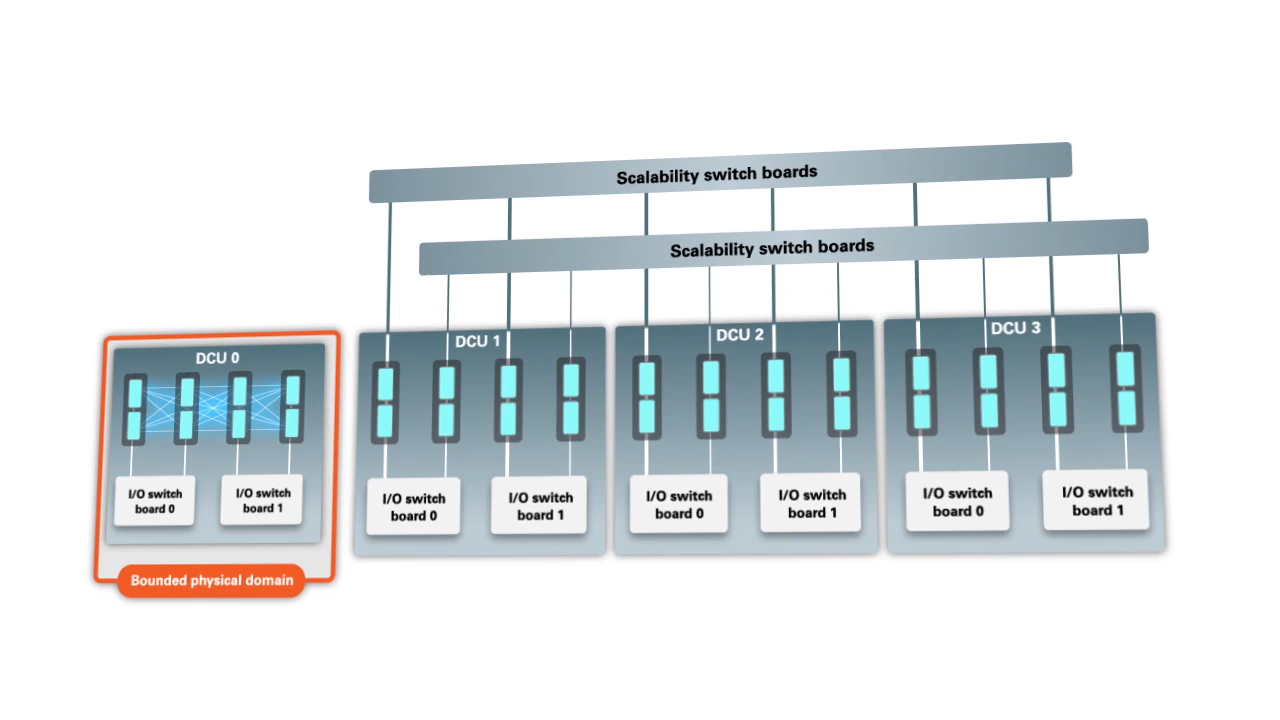 Scalability switch boards
Scalability switch boards
DCU 0
I/O switch
board 0
I/O switch
board 1
Bounded physical domain
DCU 1
I/O switch
board 0
I/O switch
board 1
DCU 2
I/O switch
board 0
I/O switch
board 1
DCU 3
I/O switch
board 0
I/O switch
board 1